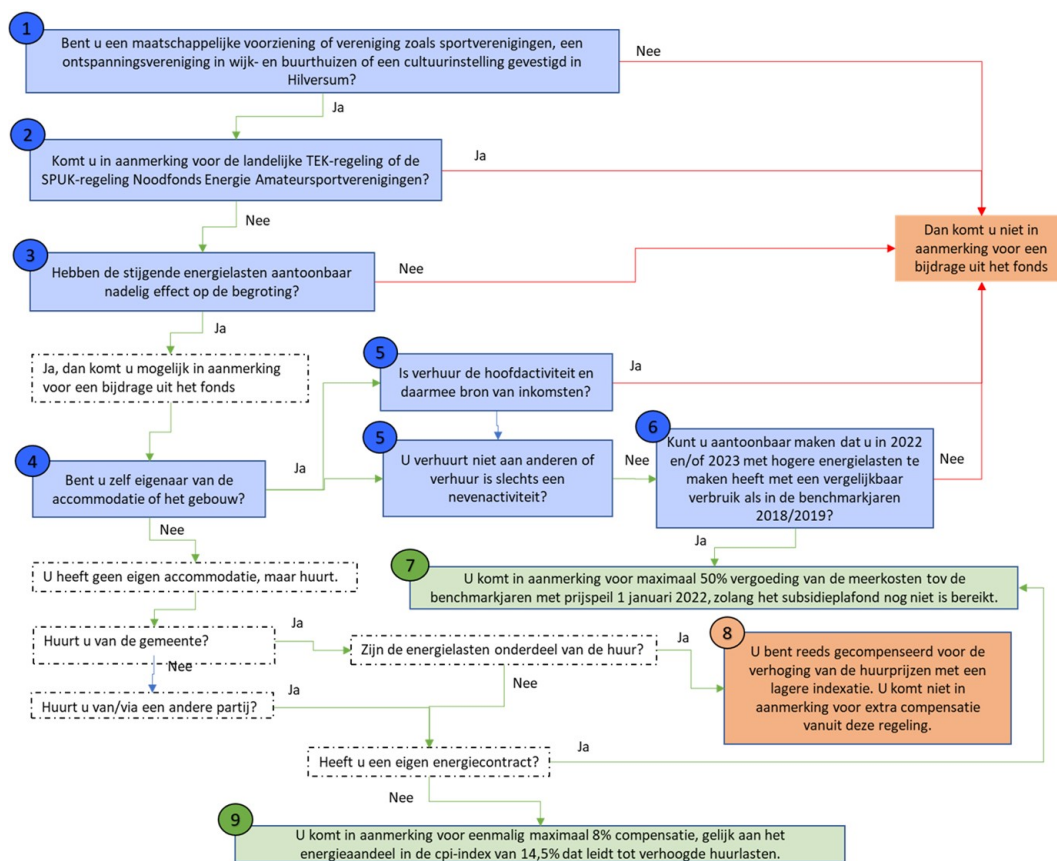 1
Bent u een maatschappelijke voorziening of vereniging zoals sportverenigingen, een
ontspanningsvereniging in wijk- en buurthuizen of een cultuurinstelling gevestigd in
Hilversum?
Nee
Ja
2
Komt u in aanmerking voor de landelijke TEK-regeling of de
SPUK-regeling Noodfonds Energie Amateursportverenigingen?
Ja
Nee
Dan komt u niet in
aanmerking voor een
bijdrage uit het fonds
3
Hebben de stijgende energielasten aantoonbaar
nadelig effect op de begroting?
Nee
Ja
Ja, dan komt u mogelijk in aanmerking
voor een bijdrage uit het fonds
5
Is verhuur de hoofdactiviteit en
daarmee bron van inkomsten?
Ja
4
Bent u zelf eigenaar van de
accommodatie of het gebouw?
Ja
Nee
5
U verhuurt niet aan anderen of
verhuur is slechts een
nevenactiviteit?
Nee
6
Kunt u aantoonbaar maken dat u in 2022
en/of 2023 met hogere energielasten te
maken heeft met een vergelijkbaar
verbruik als in de benchmarkjaren
2018/2019?
Nee
Ja
7
U komt in aanmerking voor maximaal 50% vergoeding van de meerkosten tov de
benchmarkjaren met prijspeil 1 januari 2022, zolang het subsidieplafond nog niet is bereikt.
U heeft geen eigen accommodatie, maar huurt.
Huurt u van de gemeente?
Ja
Nee
Zijn de energielasten onderdeel van de huur?
Ja
Nee
8
U bent reeds gecompenseerd voor de
verhoging van de huurprijzen met een
lagere indexatie. U komt niet in
aanmerking voor extra compensatie
vanuit deze regeling.
Huurt u van/via een andere partij?
Ja
Heeft u een eigen energiecontract?
Ja
Nee
9
U komt in aanmerking voor eenmalig maximaal 8% compensatie, gelijk aan het
energieaandeel in de cpi-index van 14,5% dat leidt tot verhoogde huurlasten.